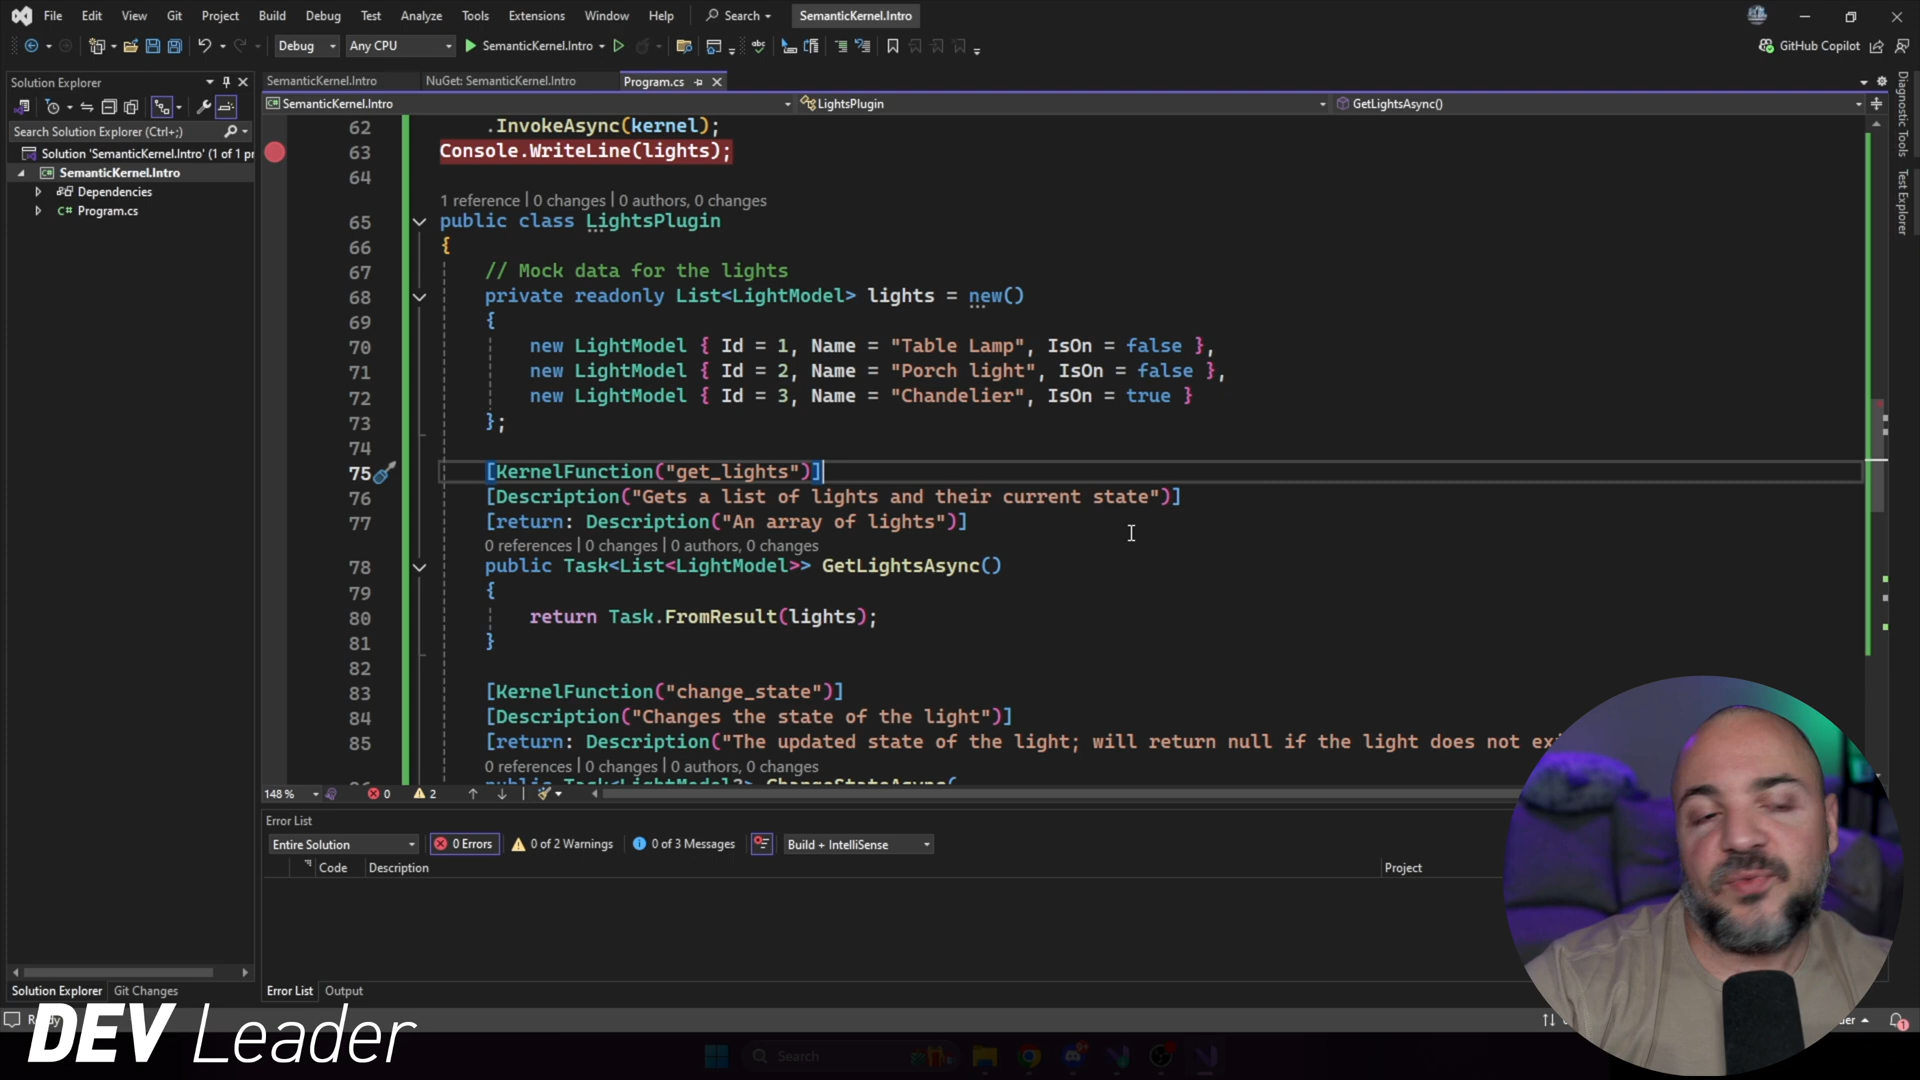 File Edit View Git Project Build Debug Test Analyze Tools Extensions Window Help Search SemanticKernel.Intro
Debug Any CPU SemanticKernel.Intro GitHub Copilot
Solution Explorer
SemanticKernel.Intro NuGet: SemanticKernel.Intro Program.cs
SemanticKernel.Intro LightsPlugin GetLightsAsync()
Search Solution Explorer (Ctrl+;)
Solution 'SemanticKernel.Intro' (1 of 1 pr
SemanticKernel.Intro
Dependencies
Program.cs
Diagnostic Tools
Test Explorer
62 .InvokeAsync(kernel);
63 Console.WriteLine(lights);
64
1 reference | 0 changes | 0 authors, 0 changes
65 public class LightsPlugin
66 {
67 // Mock data for the lights
68 private readonly List<LightModel> lights = new()
69 {
70 new LightModel { Id = 1, Name = "Table Lamp", IsOn = false },
71 new LightModel { Id = 2, Name = "Porch light", IsOn = false },
72 new LightModel { Id = 3, Name = "Chandelier", IsOn = true }
73 };
74
75 [KernelFunction("get_lights")]
76 [Description("Gets a list of lights and their current state")]
77 [return: Description("An array of lights")]
0 references | 0 changes | 0 authors, 0 changes
78 public Task<List<LightModel>> GetLightsAsync()
79 {
80 return Task.FromResult(lights);
81 }
82
83 [KernelFunction("change_state")]
84 [Description("Changes the state of the light")]
85 [return: Description("The updated state of the light; will return null if the light does not exi
0 references | 0 changes | 0 authors, 0 changes
public Task<LightModel?> ChangeStateAsync(
148 % 0 2
Error List
Entire Solution 0 Errors 0 of 2 Warnings 0 of 3 Messages Build + IntelliSense
Code Description Project
Solution Explorer Git Changes Error List Output
DEV Leader
Search